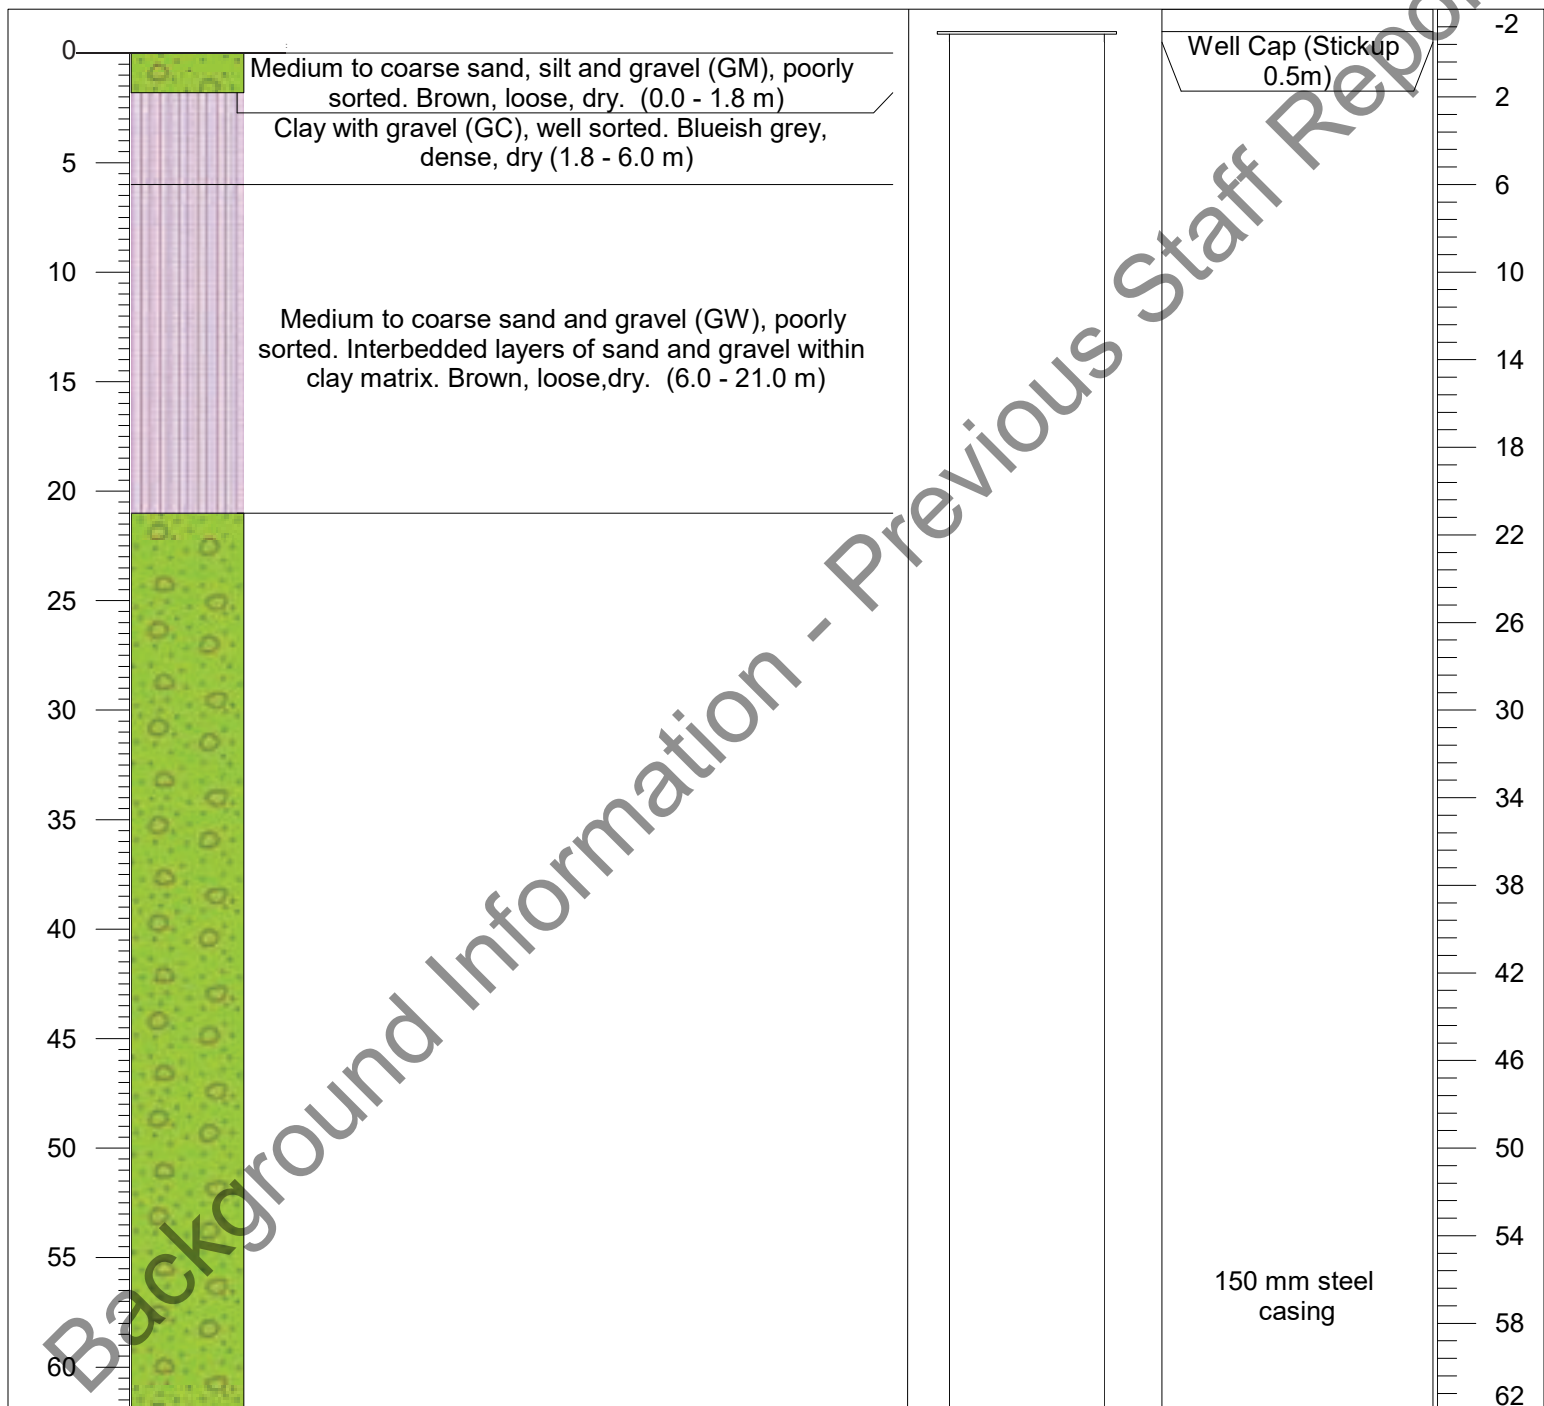 0
5
10
15
20
25
30
35
40
45
50
55
60
Medium to coarse sand, silt and gravel (GM), poorly
sorted. Brown, loose, dry. (0.0 - 1.8 m)
Clay with gravel (GC), well sorted. Blueish grey,
dense, dry (1.8 - 6.0 m)
Medium to coarse sand and gravel (GW), poorly
sorted. Interbedded layers of sand and gravel within
clay matrix. Brown, loose,dry. (6.0 - 21.0 m)
Well Cap (Stickup
0.5m)
150 mm steel
casing
-2
2
6
10
14
18
22
26
30
34
38
42
46
50
54
58
62
Background Information - Previous Staff Repor